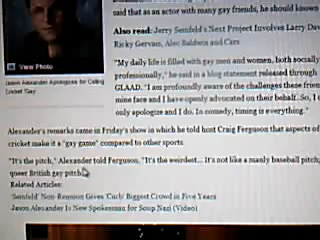 said that as an actor with many gay friends, he should known
Also read: Jerry Seinfeld's Next Project Involves Larry Dav
Ricky Gervais, Alec Baldwin and Cars
View Photo
Jason Alexander Apologizes for Calling
Cricket 'Gay'
"My daily life is filled with gay men and women, both socially
professionally," he said in a blog statement released through
GLAAD. "I am profoundly aware of the challenges these frien
mine face and I have openly advocated on their behalf. So, I c
only apologize and I do. In comedy, timing is everything."
Alexander's remarks came in Friday's show in which he told host Craig Ferguson that aspects of
cricket make it a "gay game" compared to other sports
"It's the pitch," Alexander told Ferguson. "It's the weirdest... It's not like a manly baseball pitch;
queer British gay pitch.
Related Articles:
'Seinfeld' Non-Reunion Gives 'Curb' Biggest Crowd in Five Years
Jason Alexander Is New Spokesman for Soup Nazi (Video)